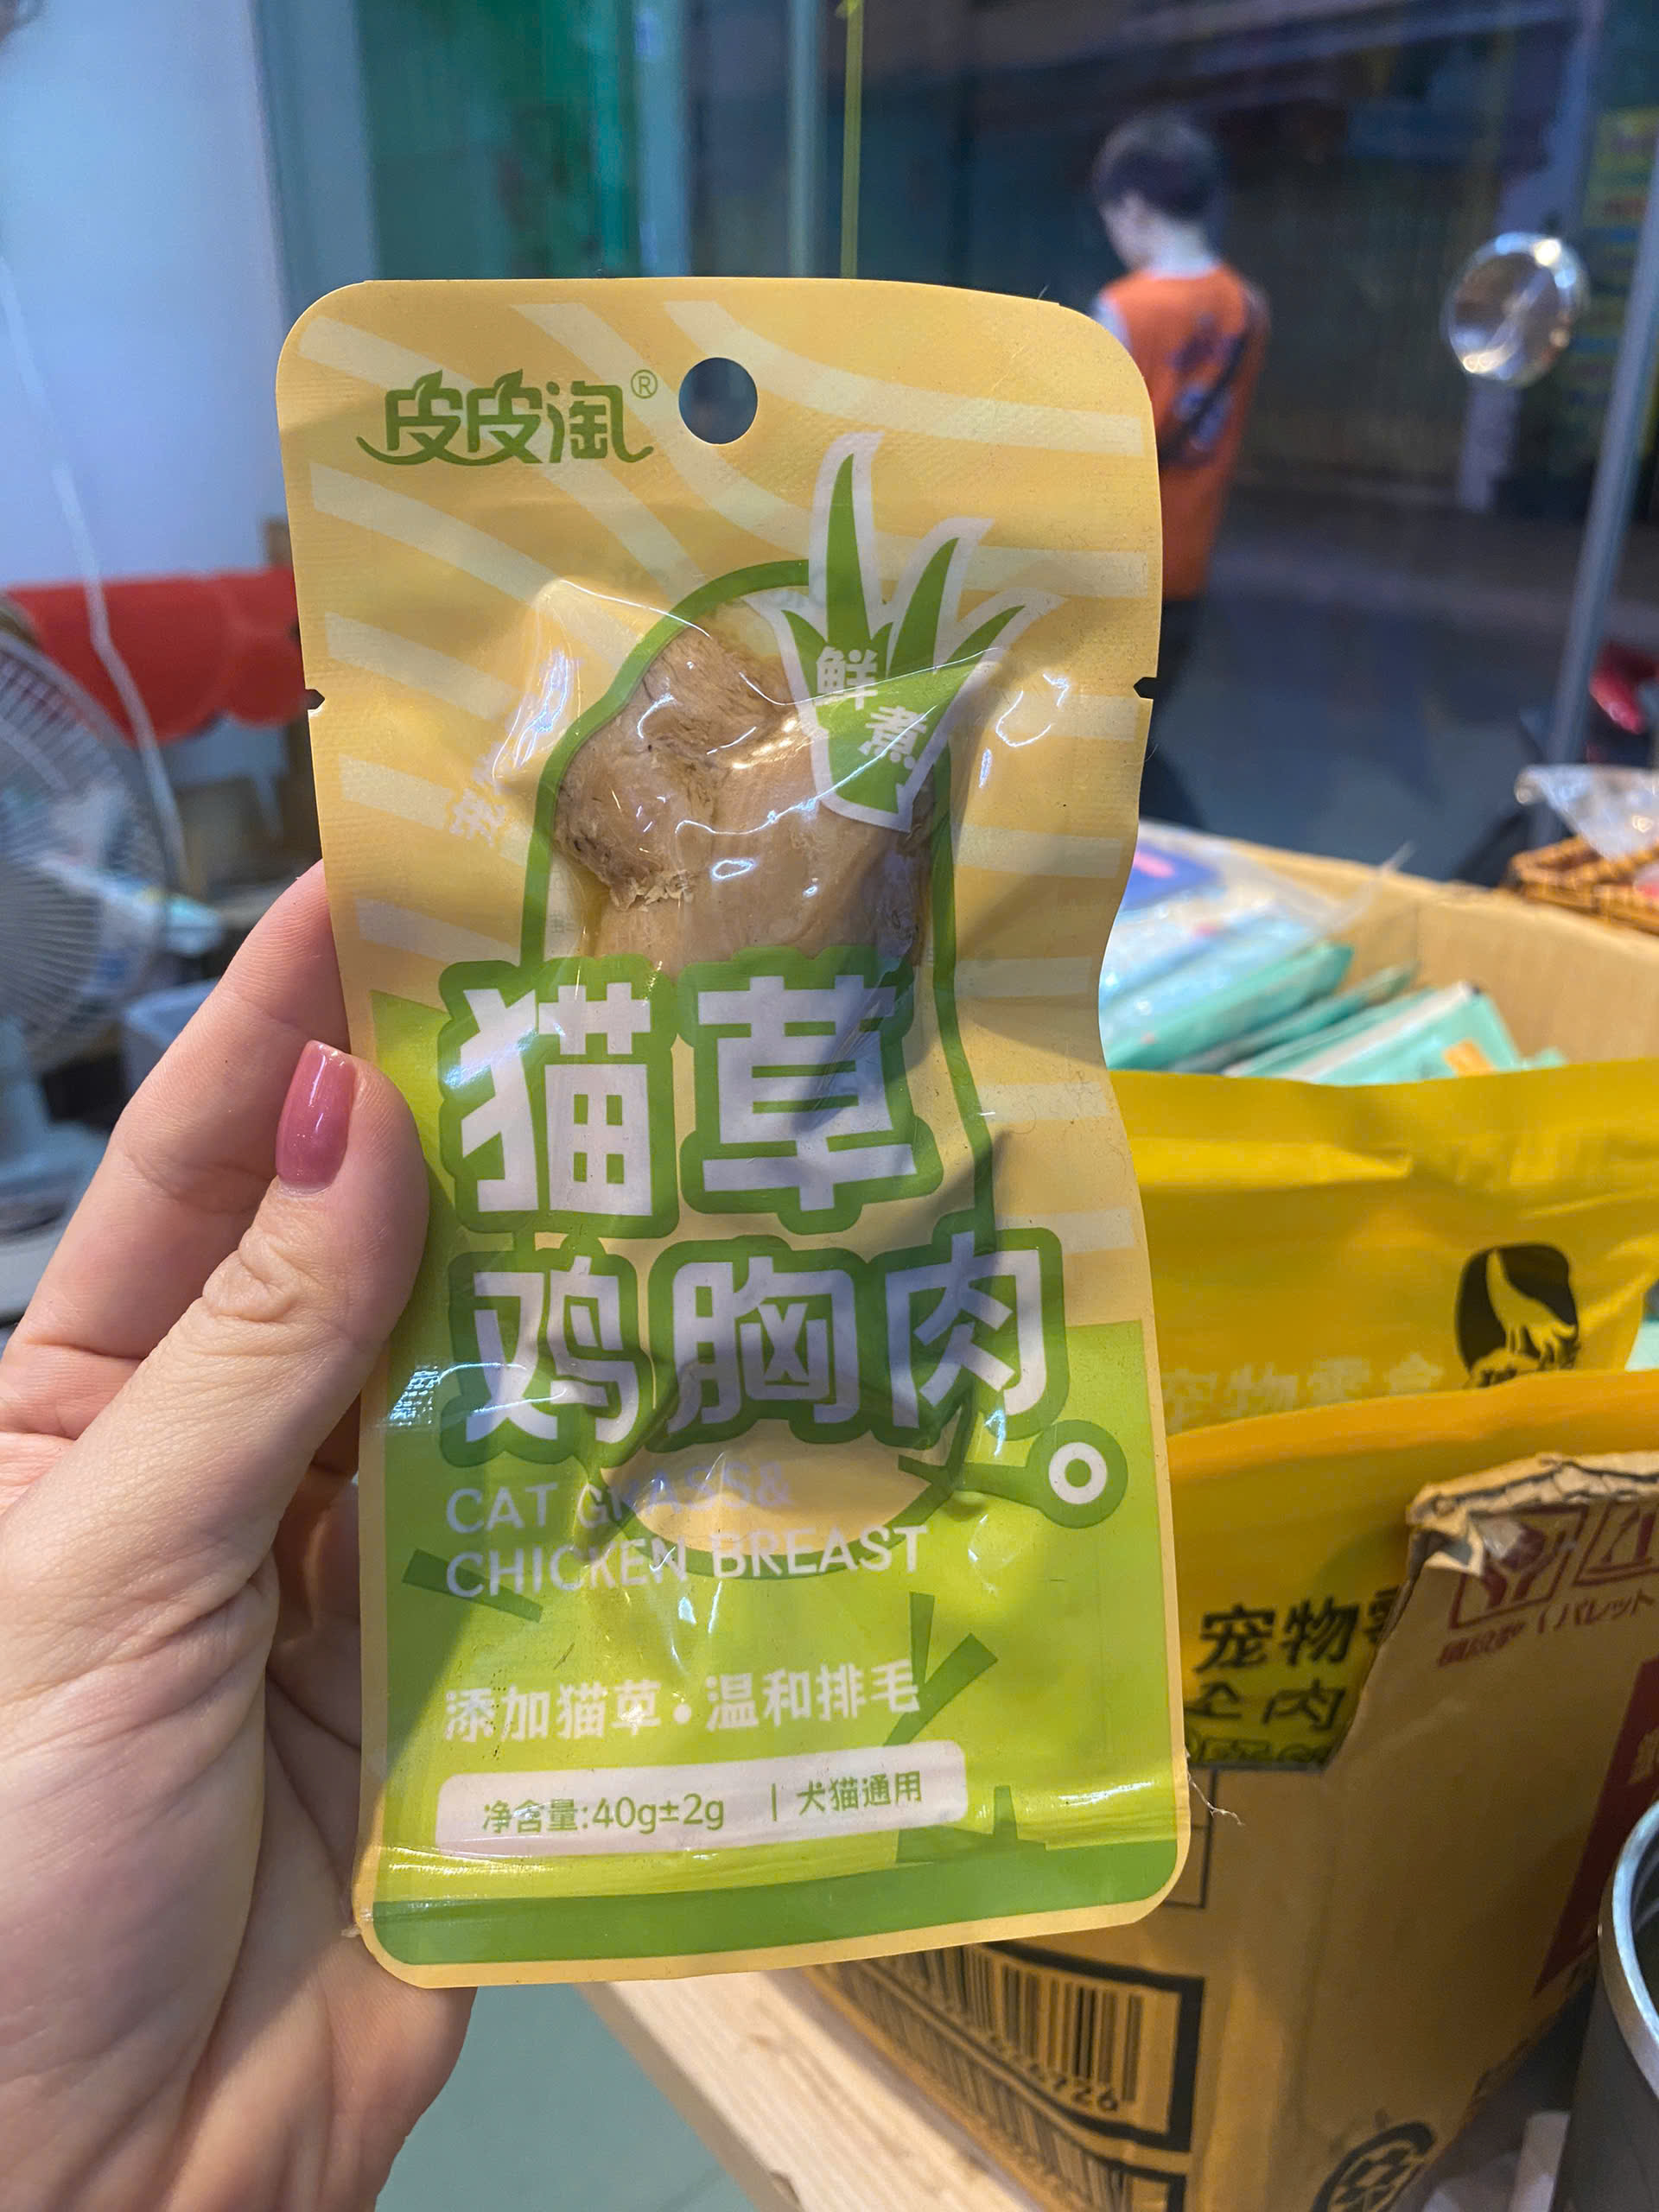 皮皮淘®
鲜
煮
猫草
鸡胸肉
CAT GRASS&
CHICKEN BREAST
添加猫草·温和排毛
净含量:40g±2g | 犬猫通用
宠物零食
宠物
肉